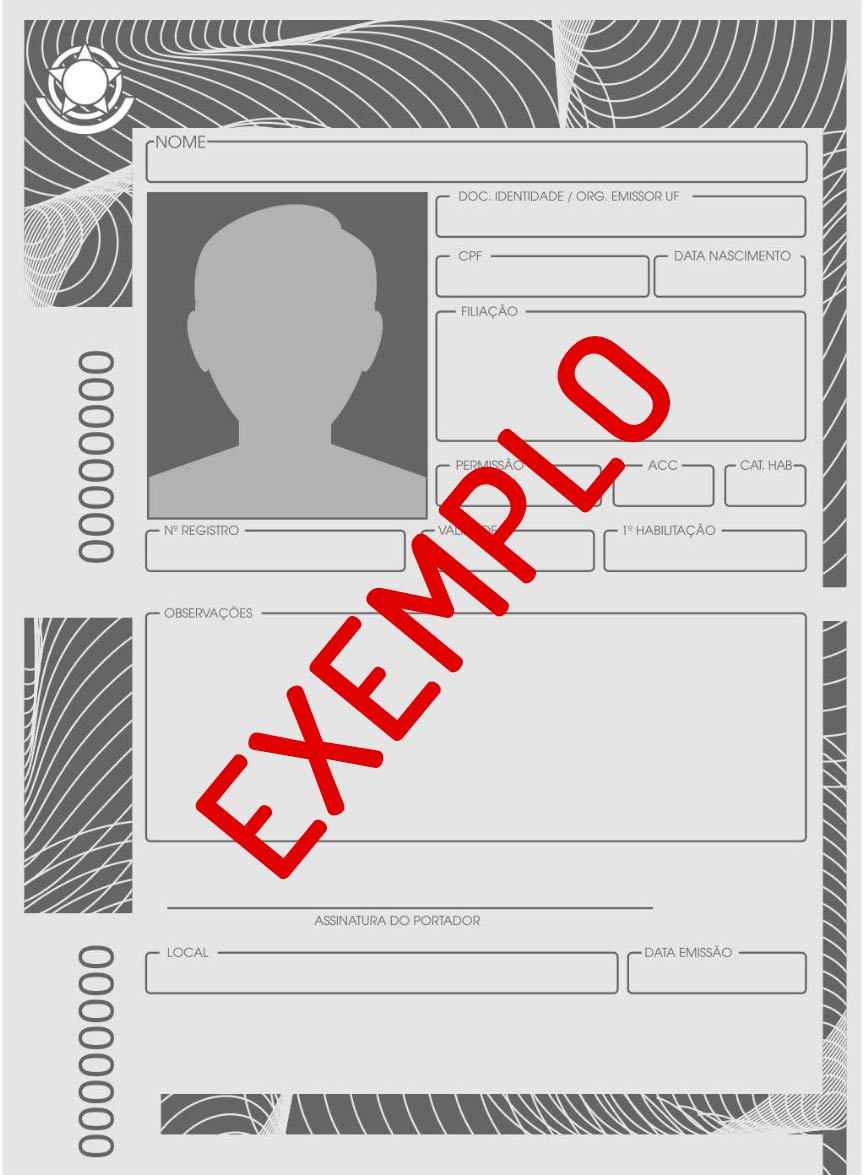 NOME
DOC. IDENTIDADE / ORG. EMISSOR UF
CPF DATA NASCIMENTO
FILIAÇÃO
PERMISSÃO ACC CAT. HAB
Nº REGISTRO VALIDADE 1º HABILITAÇÃO
000000000
OBSERVAÇÕES
EXEMPLO
ASSINATURA DO PORTADOR
LOCAL DATA EMISSÃO
000000000